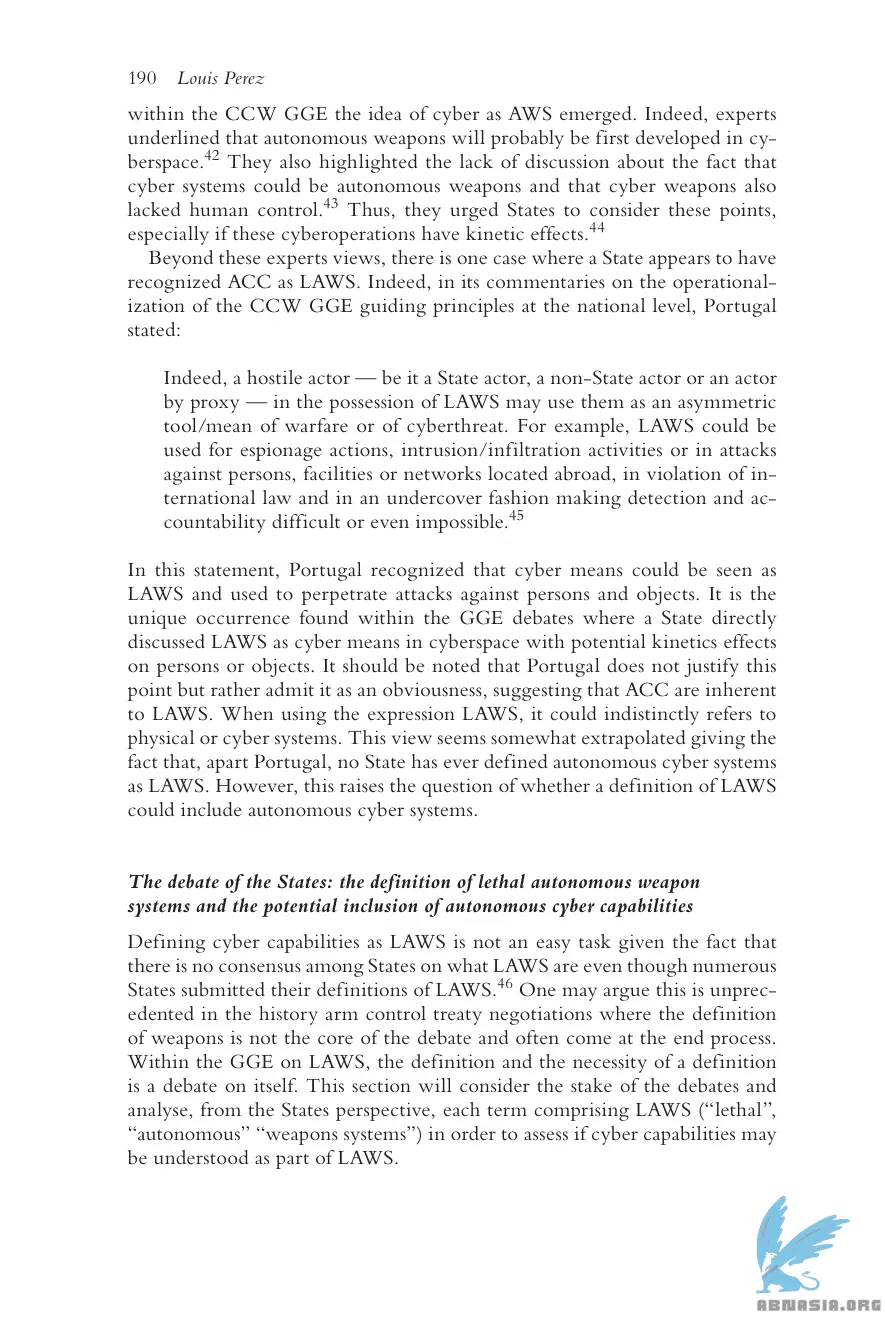 190 Louis Perez
within the CCW GGE the idea of cyber as AWS emerged. Indeed, experts
underlined that autonomous weapons will probably be first developed in cy-
berspace.42 They also highlighted the lack of discussion about the fact that
cyber systems could be autonomous weapons and that cyber weapons also
lacked human control.43 Thus, they urged States to consider these points,
especially if these cyberoperations have kinetic effects.44
Beyond these experts views, there is one case where a State appears to have
recognized ACC as LAWS. Indeed, in its commentaries on the operational-
ization of the CCW GGE guiding principles at the national level, Portugal
stated:
Indeed, a hostile actor — be it a State actor, a non-State actor or an actor
by proxy — in the possession of LAWS may use them as an asymmetric
tool/mean of warfare or of cyberthreat. For example, LAWS could be
used for espionage actions, intrusion/infiltration activities or in attacks
against persons, facilities or networks located abroad, in violation of in-
ternational law and in an undercover fashion making detection and ac-
countability difficult or even impossible.45
In this statement, Portugal recognized that cyber means could be seen as
LAWS and used to perpetrate attacks against persons and objects. It is the
unique occurrence found within the GGE debates where a State directly
discussed LAWS as cyber means in cyberspace with potential kinetics effects
on persons or objects. It should be noted that Portugal does not justify this
point but rather admit it as an obviousness, suggesting that ACC are inherent
to LAWS. When using the expression LAWS, it could indistinctly refers to
physical or cyber systems. This view seems somewhat extrapolated giving the
fact that, apart Portugal, no State has ever defined autonomous cyber systems
as LAWS. However, this raises the question of whether a definition of LAWS
could include autonomous cyber systems.
The debate of the States: the definition of lethal autonomous weapon
systems and the potential inclusion of autonomous cyber capabilities
Defining cyber capabilities as LAWS is not an easy task given the fact that
there is no consensus among States on what LAWS are even though numerous
States submitted their definitions of LAWS.46 One may argue this is unprec-
edented in the history arm control treaty negotiations where the definition
of weapons is not the core of the debate and often come at the end process.
Within the GGE on LAWS, the definition and the necessity of a definition
is a debate on itself. This section will consider the stake of the debates and
analyse, from the States perspective, each term comprising LAWS (“lethal”,
“autonomous” “weapons systems”) in order to assess if cyber capabilities may
be understood as part of LAWS.
ABNASIA.ORG